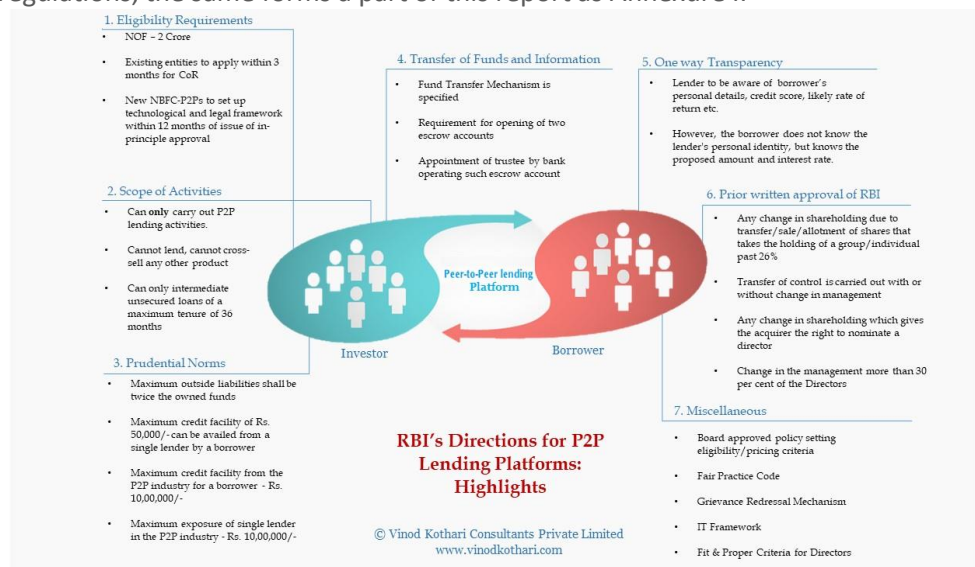 regulations, the same forms a part of this report as Annexure I.
1. Eligibility Requirements
• NOF – 2 Crore
• Existing entities to apply within 3
months for CoR
• New NBFC-P2Ps to set up
technological and legal framework
within 12 months of issue of in-
principle approval
2. Scope of Activities
• Can only carry out P2P
lending activities.
• Cannot lend, cannot cross-
sell any other product
• Can only intermediate
unsecured loans of a
maximum tenure of 36
months
3. Prudential Norms
• Maximum outside liabilities shall be
twice the owned funds
• Maximum credit facility of Rs.
50,000/- can be availed from a
single lender by a borrower
• Maximum credit facility from the
P2P industry for a borrower - Rs.
10,00,000/-
• Maximum exposure of single lender
in the P2P industry - Rs. 10,00,000/-
4. Transfer of Funds and Information
• Fund Transfer Mechanism is
specified
• Requirement for opening of two
escrow accounts
• Appointment of trustee by bank
operating such escrow account
Peer-to-Peer lending
Platform
Investor
Borrower
5. One way Transparency
• Lender to be aware of borrower's
personal details, credit score, likely rate of
return etc.
• However, the borrower does not know the
lender's personal identity, but knows the
proposed amount and interest rate.
6. Prior written approval of RBI
• Any change in shareholding due to
transfer/sale/allotment of shares that
takes the holding of a group/individual
past 26%
• Transfer of control is carried out with or
without change in management
• Any change in shareholding which gives
the acquirer the right to nominate a
director
• Change in the management more than 30
per cent of the Directors
7. Miscellaneous
• Board approved policy setting
eligibility/pricing criteria
• Fair Practice Code
• Grievance Redressal Mechanism
• IT Framework
• Fit & Proper Criteria for Directors
RBI's Directions for P2P
Lending Platforms:
Highlights
© Vinod Kothari Consultants Private Limited
www.vinodkothari.com